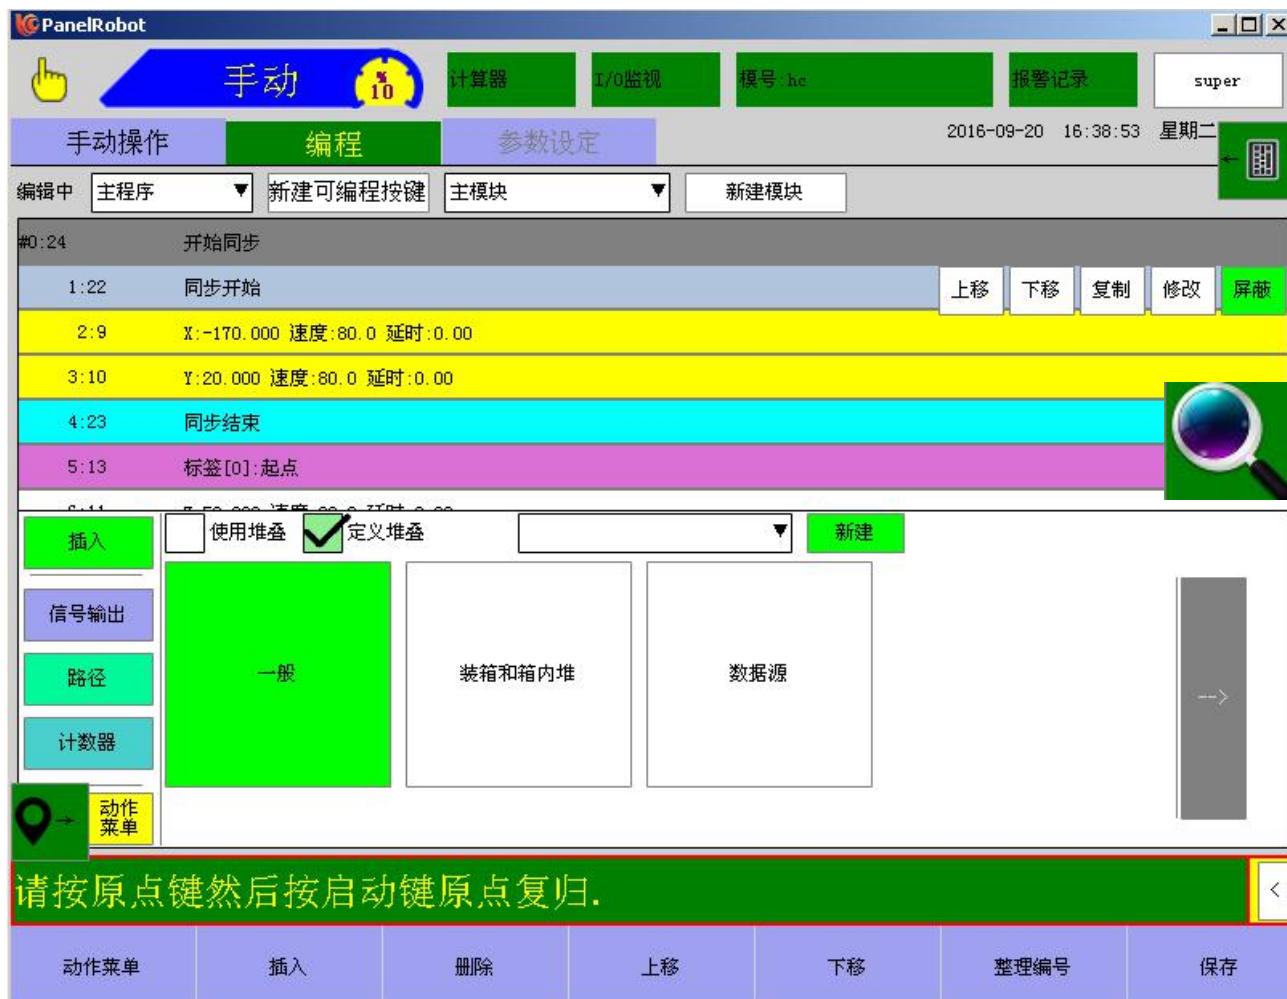 PanelRobot
手动 % 10 计算器 I/O监视 模号:hc 报警记录 super
手动操作 编程 参数设定 2016-09-20 16:38:53 星期二
编辑中 主程序 新建可编程按键 主模块 新建模块
#0:24 开始同步
1:22 同步开始 上移 下移 复制 修改 屏蔽
2:9 X:-170.000 速度:80.0 延时:0.00
3:10 Y:20.000 速度:80.0 延时:0.00
4:23 同步结束
5:13 标签[0]:起点
插入 使用堆叠 定义堆叠 新建
信号输出
路径 一般 装箱和箱内堆 数据源 -->
计数器
动作
菜单
请按原点键然后按启动键原点复归.
<
动作菜单 插入 删除 上移 下移 整理编号 保存